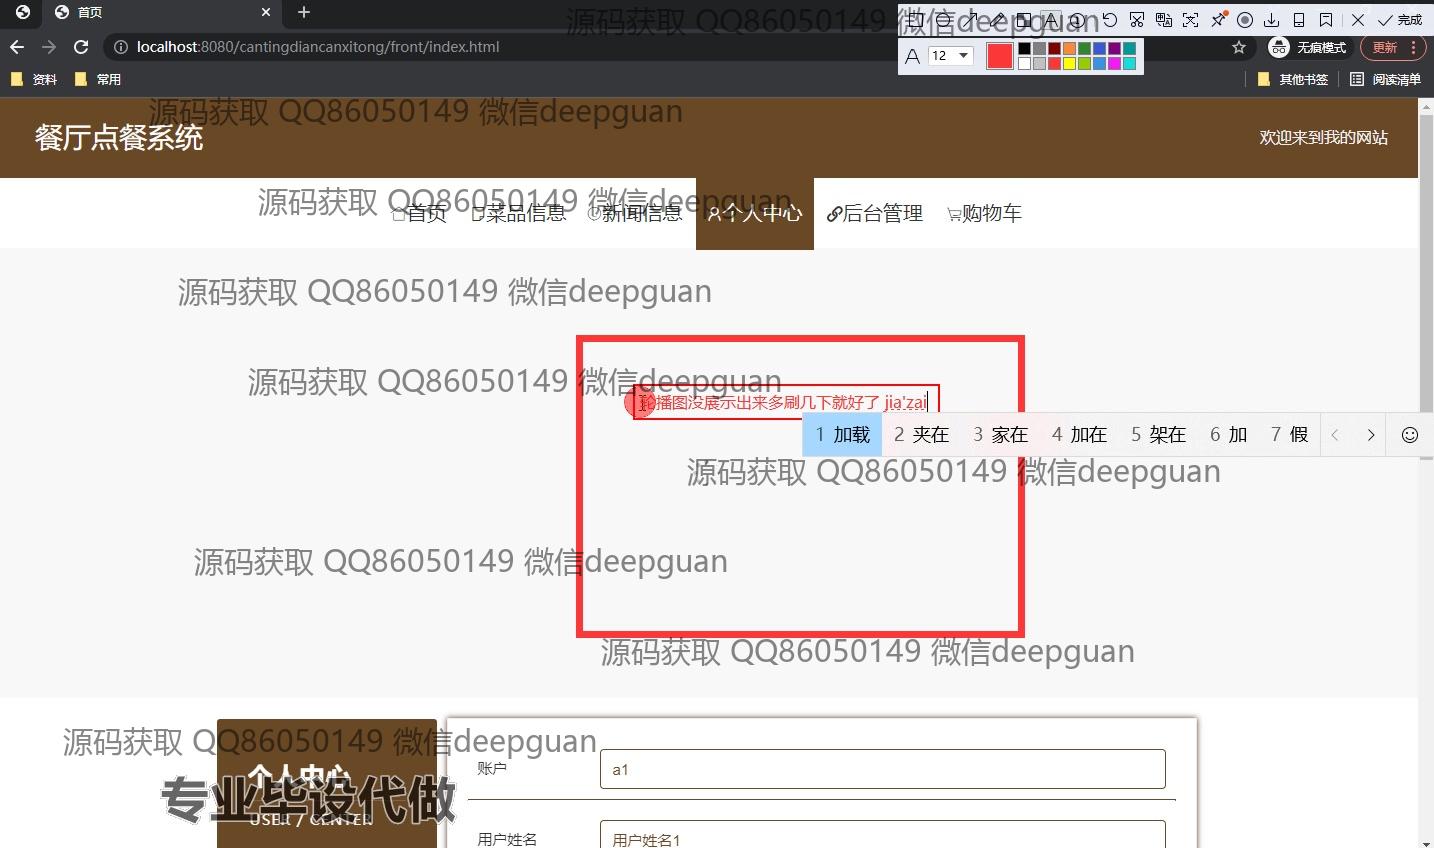 首页
完成
localhost:8080/cantingdiancanxitong/front/index.html
12
无痕模式
更新
资料
常用
其他书签
阅读清单
源码获取 QQ86050149 微信deepguan
源码获取 QQ86050149 微信deepguan
餐厅点餐系统
欢迎来到我的网站
源码获取 QQ86050149 微信deepguan
首页 菜品信息 新闻信息 个人中心 后台管理 购物车
源码获取 QQ86050149 微信deepguan
源码获取 QQ86050149 微信deepguan
轮播图没展示出来多刷几下就好了 jia'zai
1 加载 2 夹在 3 家在 4 加在 5 架在 6 加 7 假
源码获取 QQ86050149 微信deepguan
源码获取 QQ86050149 微信deepguan
源码获取 QQ86050149 微信deepguan
源码获取 QQ86050149 微信deepguan
个人中心
专业毕设代做
USER / CENTER
账户
a1
用户姓名
用户姓名1